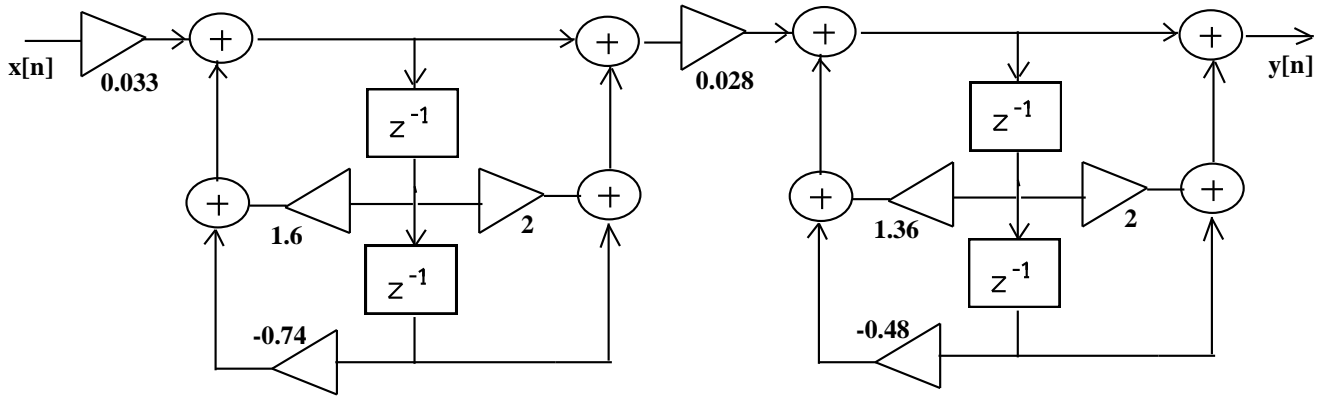 + + + +
x[n] 0.033 0.028 y[n]
z⁻¹ z⁻¹
+ + + +
1.6 2 1.36 2
z⁻¹ z⁻¹
-0.74 -0.48